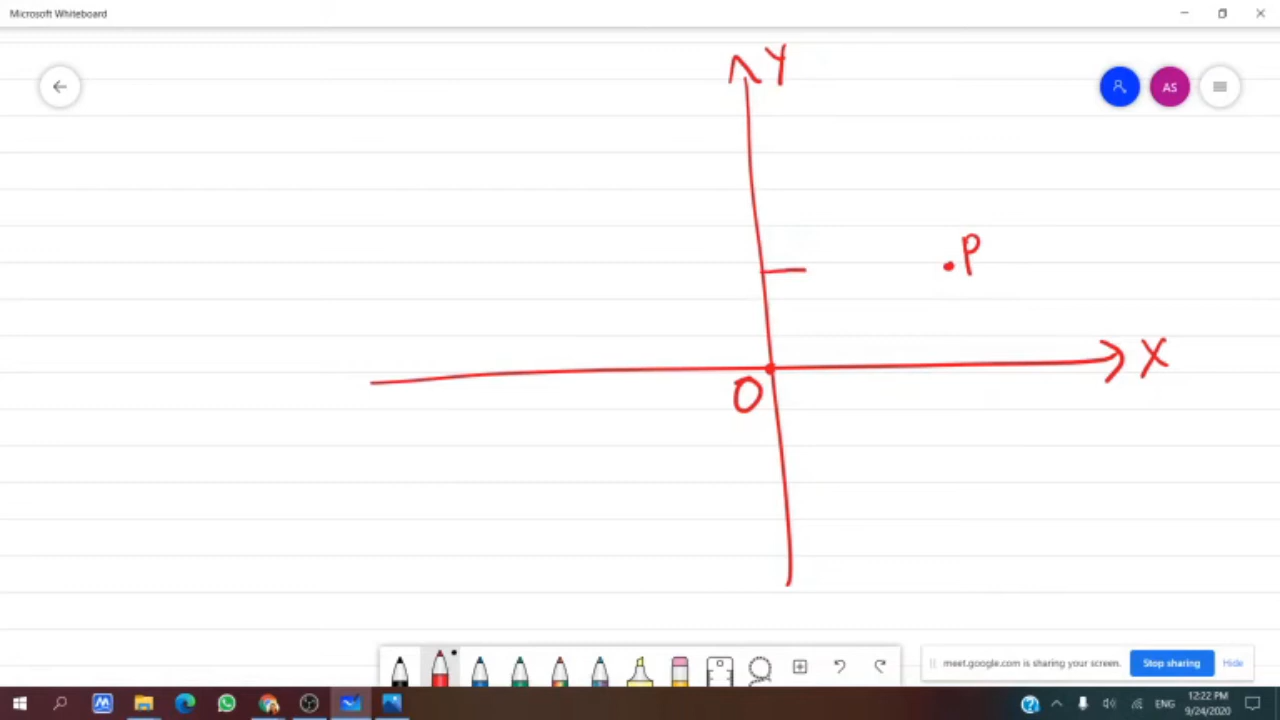 Microsoft Whiteboard
Y
AS
P
X
O
meet.google.com is sharing your screen.
Stop sharing
Hide
ENG
12:22 PM
9/24/2020